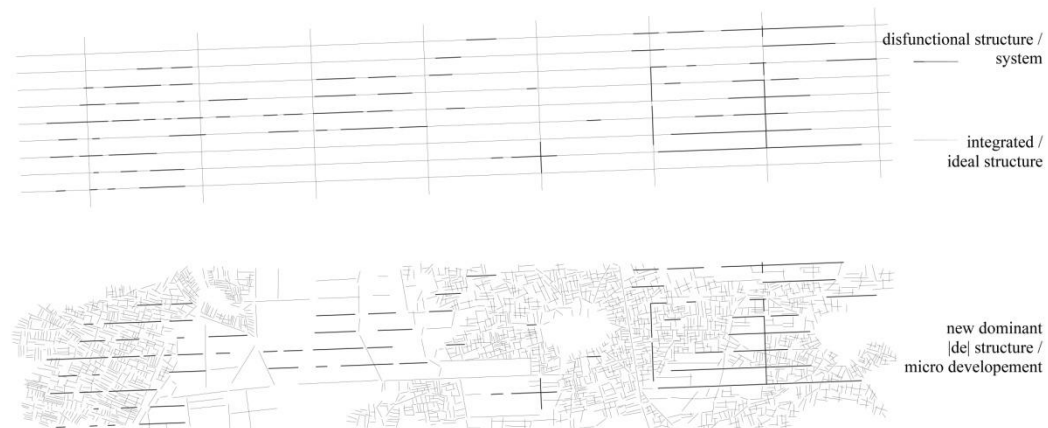 disfunctional structure /
system
integrated /
ideal structure
new dominant
|de| structure /
micro developement